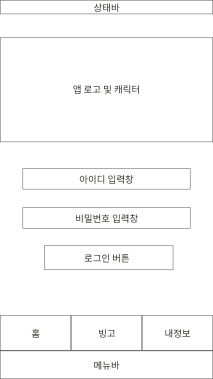 상태바
앱 로고 및 캐릭터
아이디 입력창
비밀번호 입력창
로그인 버튼
홈 빙고 내정보
메뉴바